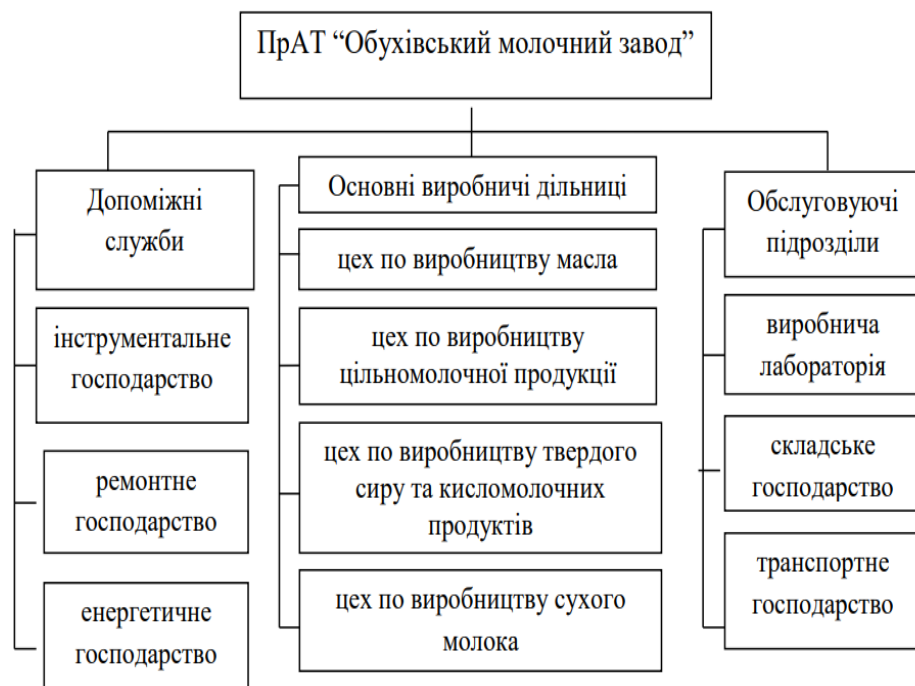 ПрАТ “Обухівський молочний завод”
Допоміжні
служби
інструментальне
господарство
ремонтне
господарство
енергетичне
господарство
Основні виробничі дільниці
цех по виробництву масла
цех по виробництву
цільномолочної продукції
цех по виробництву твердого
сиру та кисломолочних
продуктів
цех по виробництву сухого
молока
Обслуговуючі
підрозділи
виробнича
лабораторія
складське
господарство
транспортне
господарство